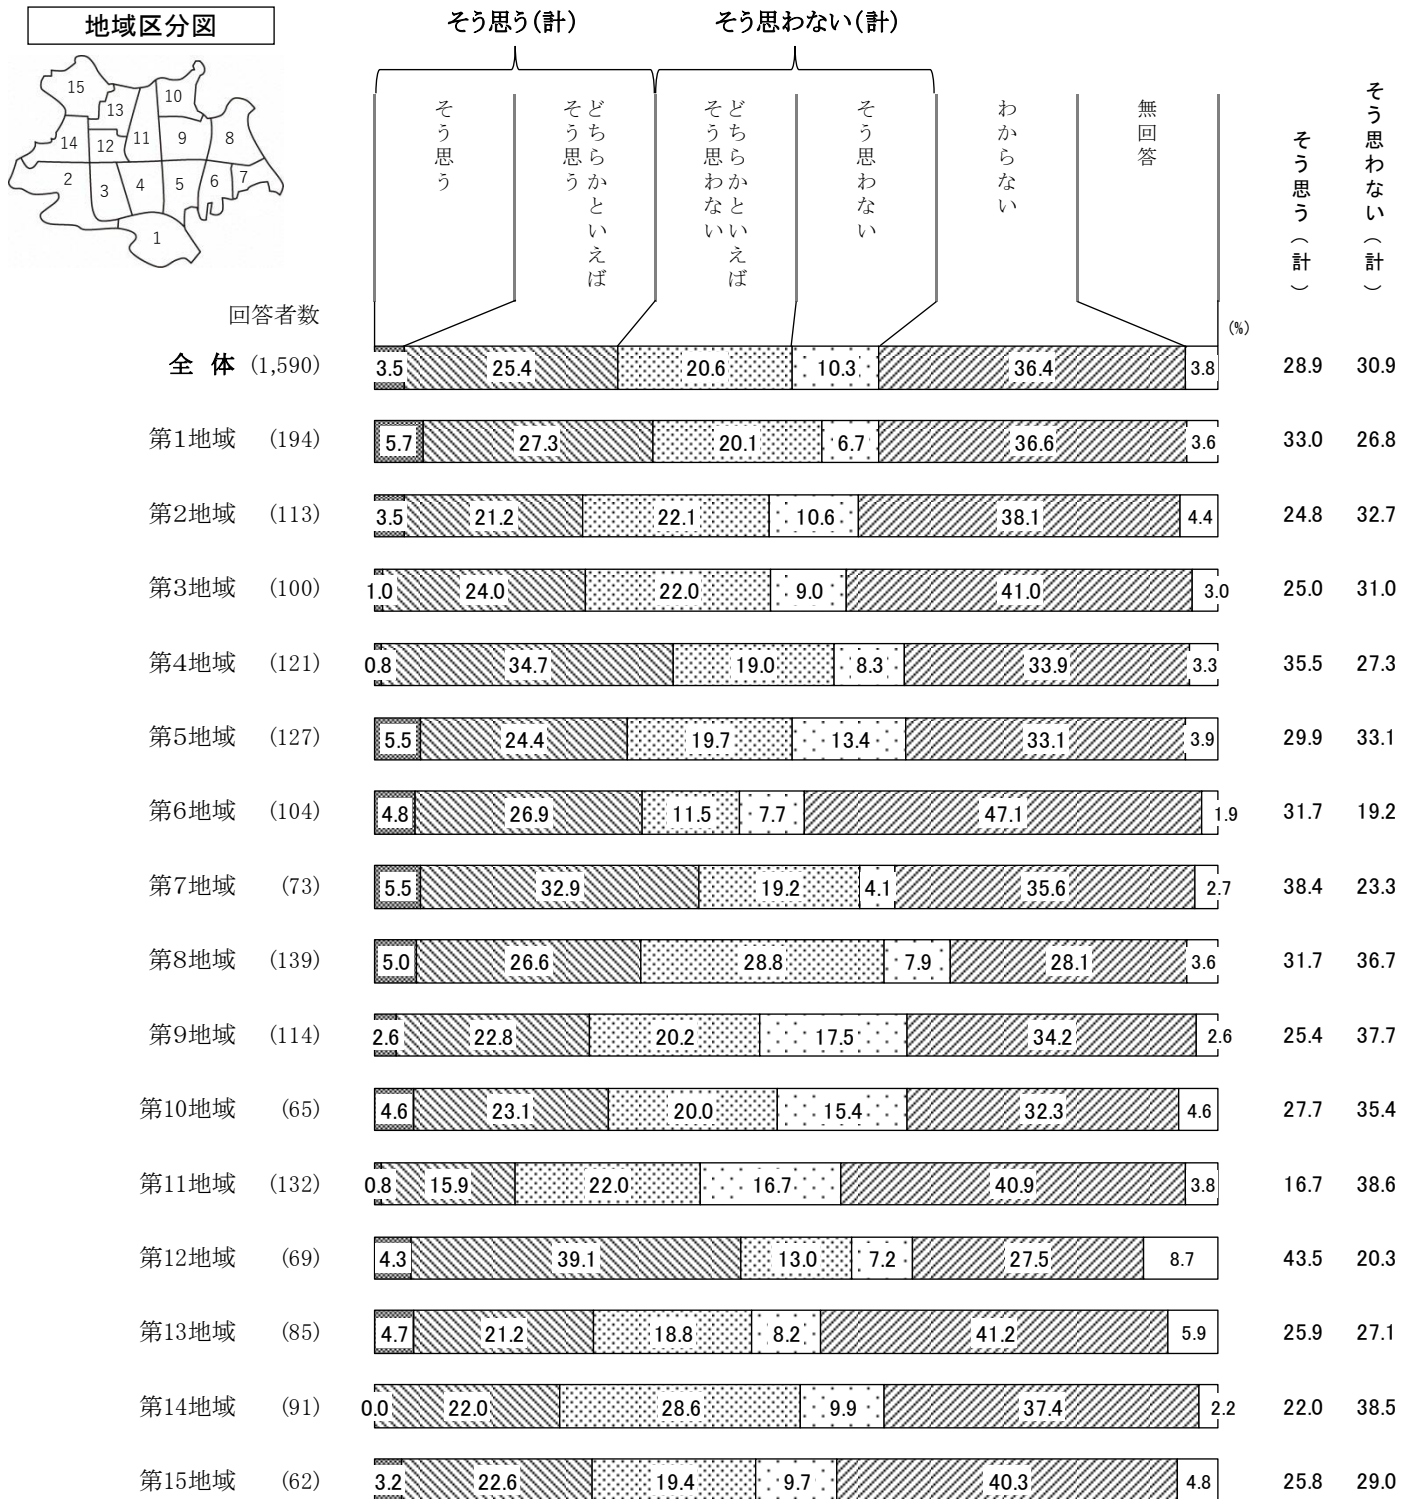 地域区分図
15
13
10
14
12
11
9
8
2
3
4
5
6
7
1
そう思う(計)
そう思わない(計)
そう思う
どちらかといえば
そう思う
どちらかといえば
そう思わない
そう思わない
わからない
無回答
そう思う(計)
そう思わない(計)
回答者数
(%)
全 体 (1,590) 3.5 25.4 20.6 10.3 36.4 3.8 28.9 30.9
第1地域 (194) 5.7 27.3 20.1 6.7 36.6 3.6 33.0 26.8
第2地域 (113) 3.5 21.2 22.1 10.6 38.1 4.4 24.8 32.7
第3地域 (100) 1.0 24.0 22.0 9.0 41.0 3.0 25.0 31.0
第4地域 (121) 0.8 34.7 19.0 8.3 33.9 3.3 35.5 27.3
第5地域 (127) 5.5 24.4 19.7 13.4 33.1 3.9 29.9 33.1
第6地域 (104) 4.8 26.9 11.5 7.7 47.1 1.9 31.7 19.2
第7地域 (73) 5.5 32.9 19.2 4.1 35.6 2.7 38.4 23.3
第8地域 (139) 5.0 26.6 28.8 7.9 28.1 3.6 31.7 36.7
第9地域 (114) 2.6 22.8 20.2 17.5 34.2 2.6 25.4 37.7
第10地域 (65) 4.6 23.1 20.0 15.4 32.3 4.6 27.7 35.4
第11地域 (132) 0.8 15.9 22.0 16.7 40.9 3.8 16.7 38.6
第12地域 (69) 4.3 39.1 13.0 7.2 27.5 8.7 43.5 20.3
第13地域 (85) 4.7 21.2 18.8 8.2 41.2 5.9 25.9 27.1
第14地域 (91) 0.0 22.0 28.6 9.9 37.4 2.2 22.0 38.5
第15地域 (62) 3.2 22.6 19.4 9.7 40.3 4.8 25.8 29.0